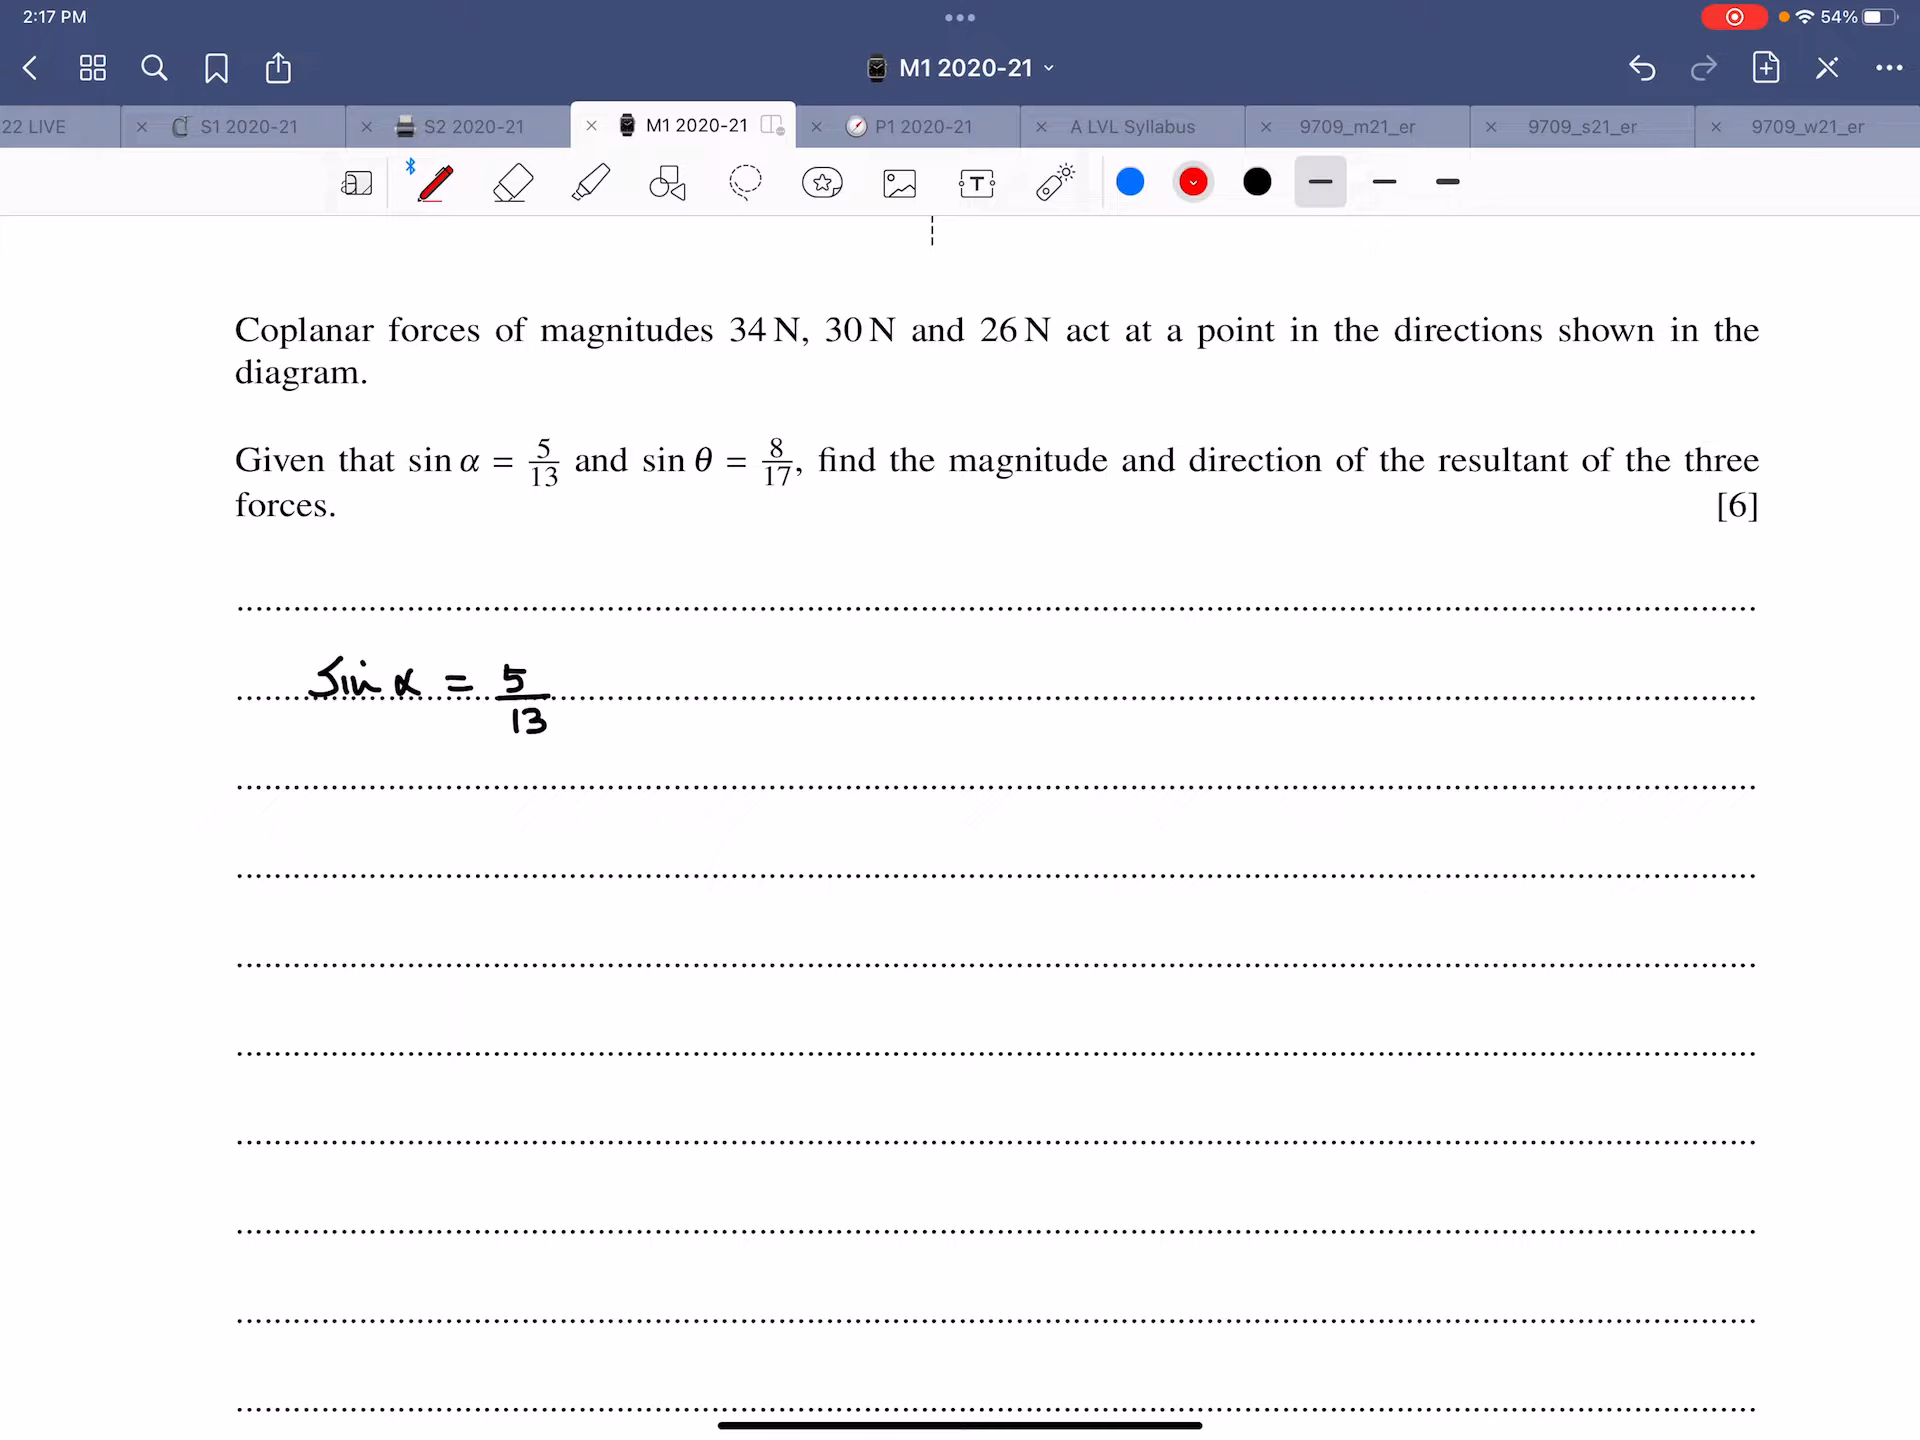 2:17 PM
54%
M1 2020-21
22 LIVE
S1 2020-21
S2 2020-21
M1 2020-21
P1 2020-21
A LVL Syllabus
9709_m21_er
9709_s21_er
9709_w21_er
Coplanar forces of magnitudes 34 N, 30 N and 26 N act at a point in the directions shown in the
diagram.
Given that sin α = 5/13 and sin θ = 8/17, find the magnitude and direction of the resultant of the three
forces. [6]
Sin α = 5/13